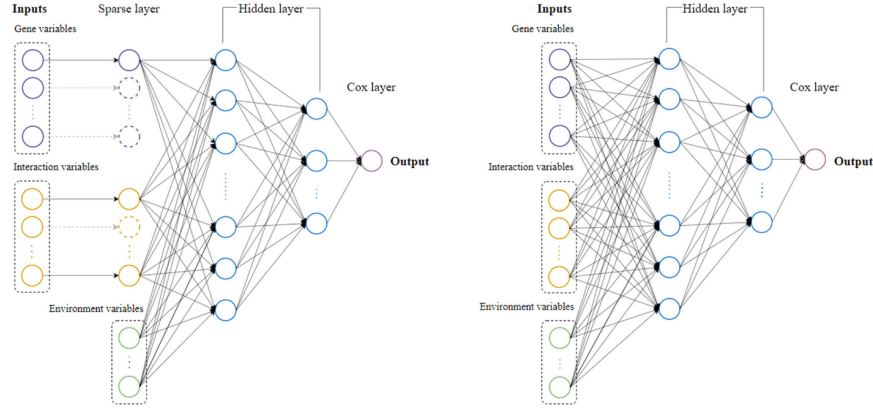 Inputs
Sparse layer
Hidden layer
Gene variables
Cox layer
Output
Interaction variables
Environment variables
Inputs
Hidden layer
Gene variables
Cox layer
Output
Interaction variables
Environment variables